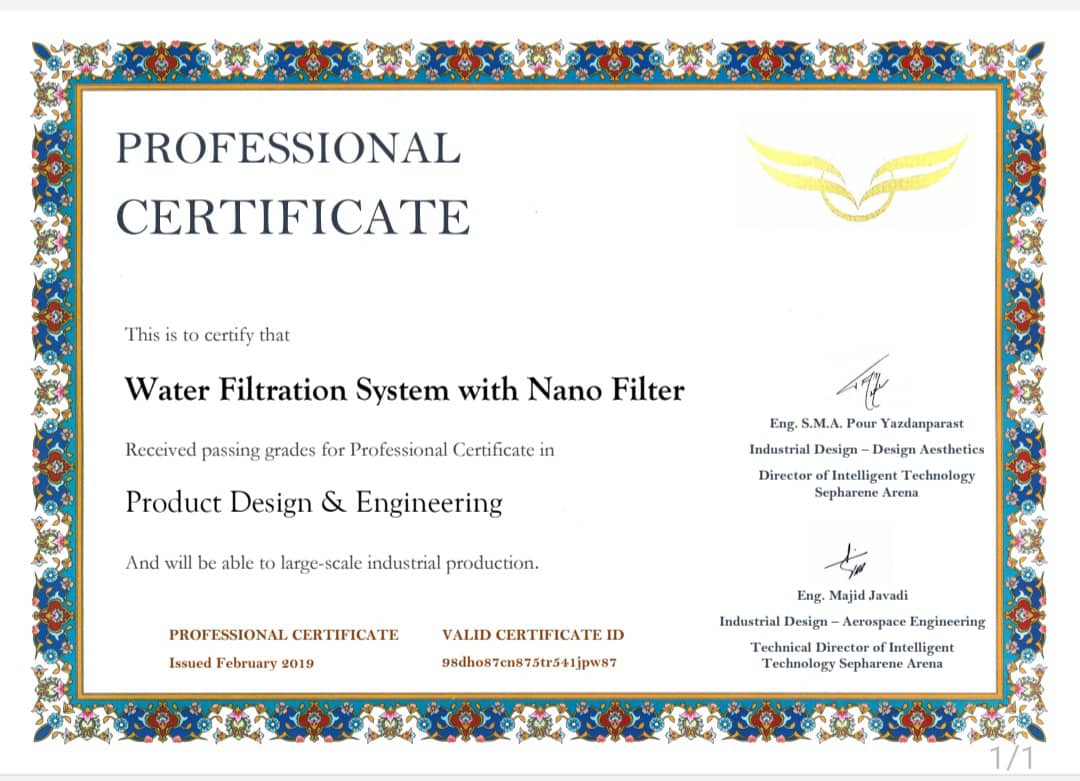 PROFESSIONAL
CERTIFICATE
This is to certify that
Water Filtration System with Nano Filter
Received passing grades for Professional Certificate in
Product Design & Engineering
And will be able to large-scale industrial production.
PROFESSIONAL CERTIFICATE
Issued February 2019
VALID CERTIFICATE ID
98dho87cn875tr541jpw87
Eng. S.M.A. Pour Yazdanparast
Industrial Design – Design Aesthetics
Director of Intelligent Technology
Sepharene Arena
Eng. Majid Javadi
Industrial Design – Aerospace Engineering
Technical Director of Intelligent
Technology Sepharene Arena
1/1